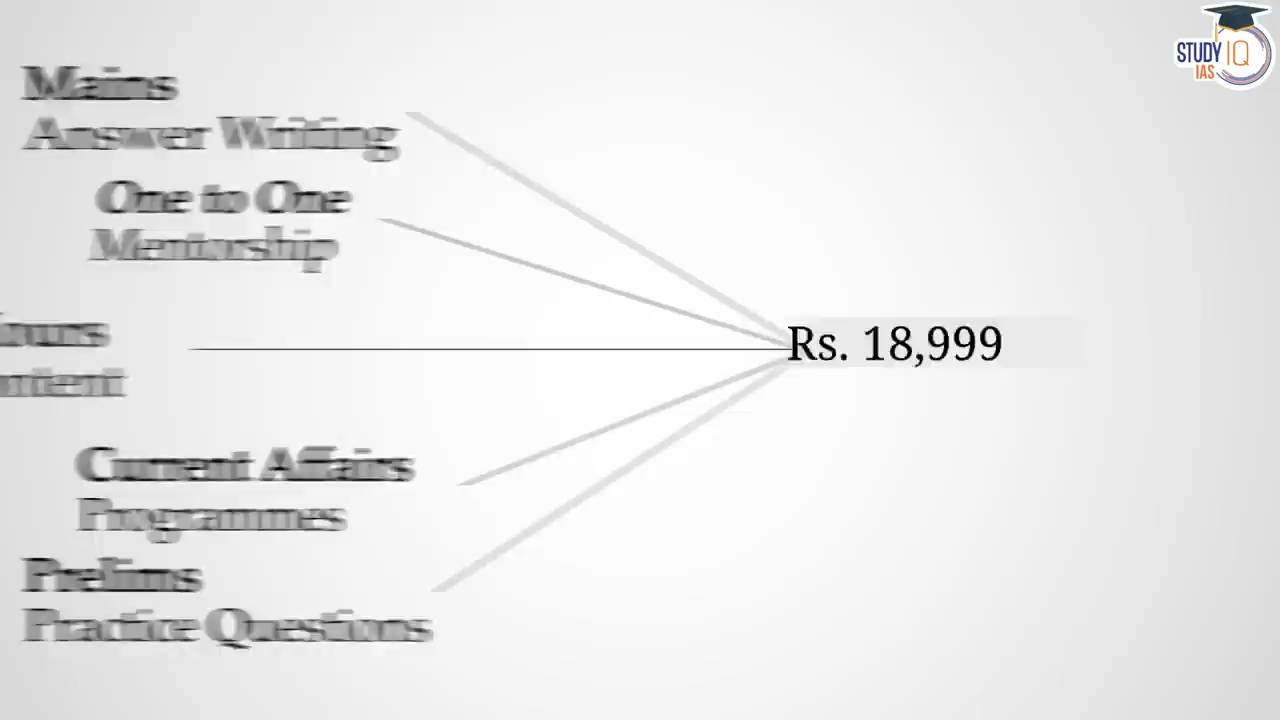 Mains
Answer Writing
One to One
Mentorship
Current Affairs
Programmes
Prelims
Practice Questions
Rs. 18,999
STUDY IQ
IAS